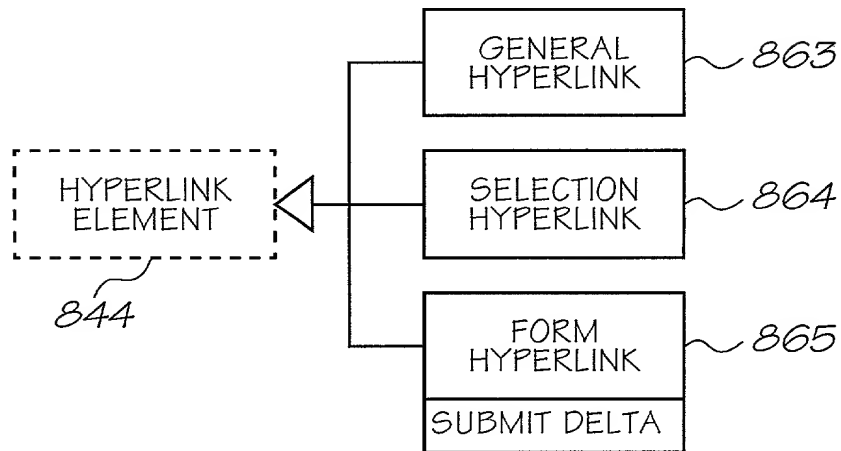 GENERAL
HYPERLINK
863
HYPERLINK
ELEMENT
844
SELECTION
HYPERLINK
864
FORM
HYPERLINK
865
SUBMIT DELTA